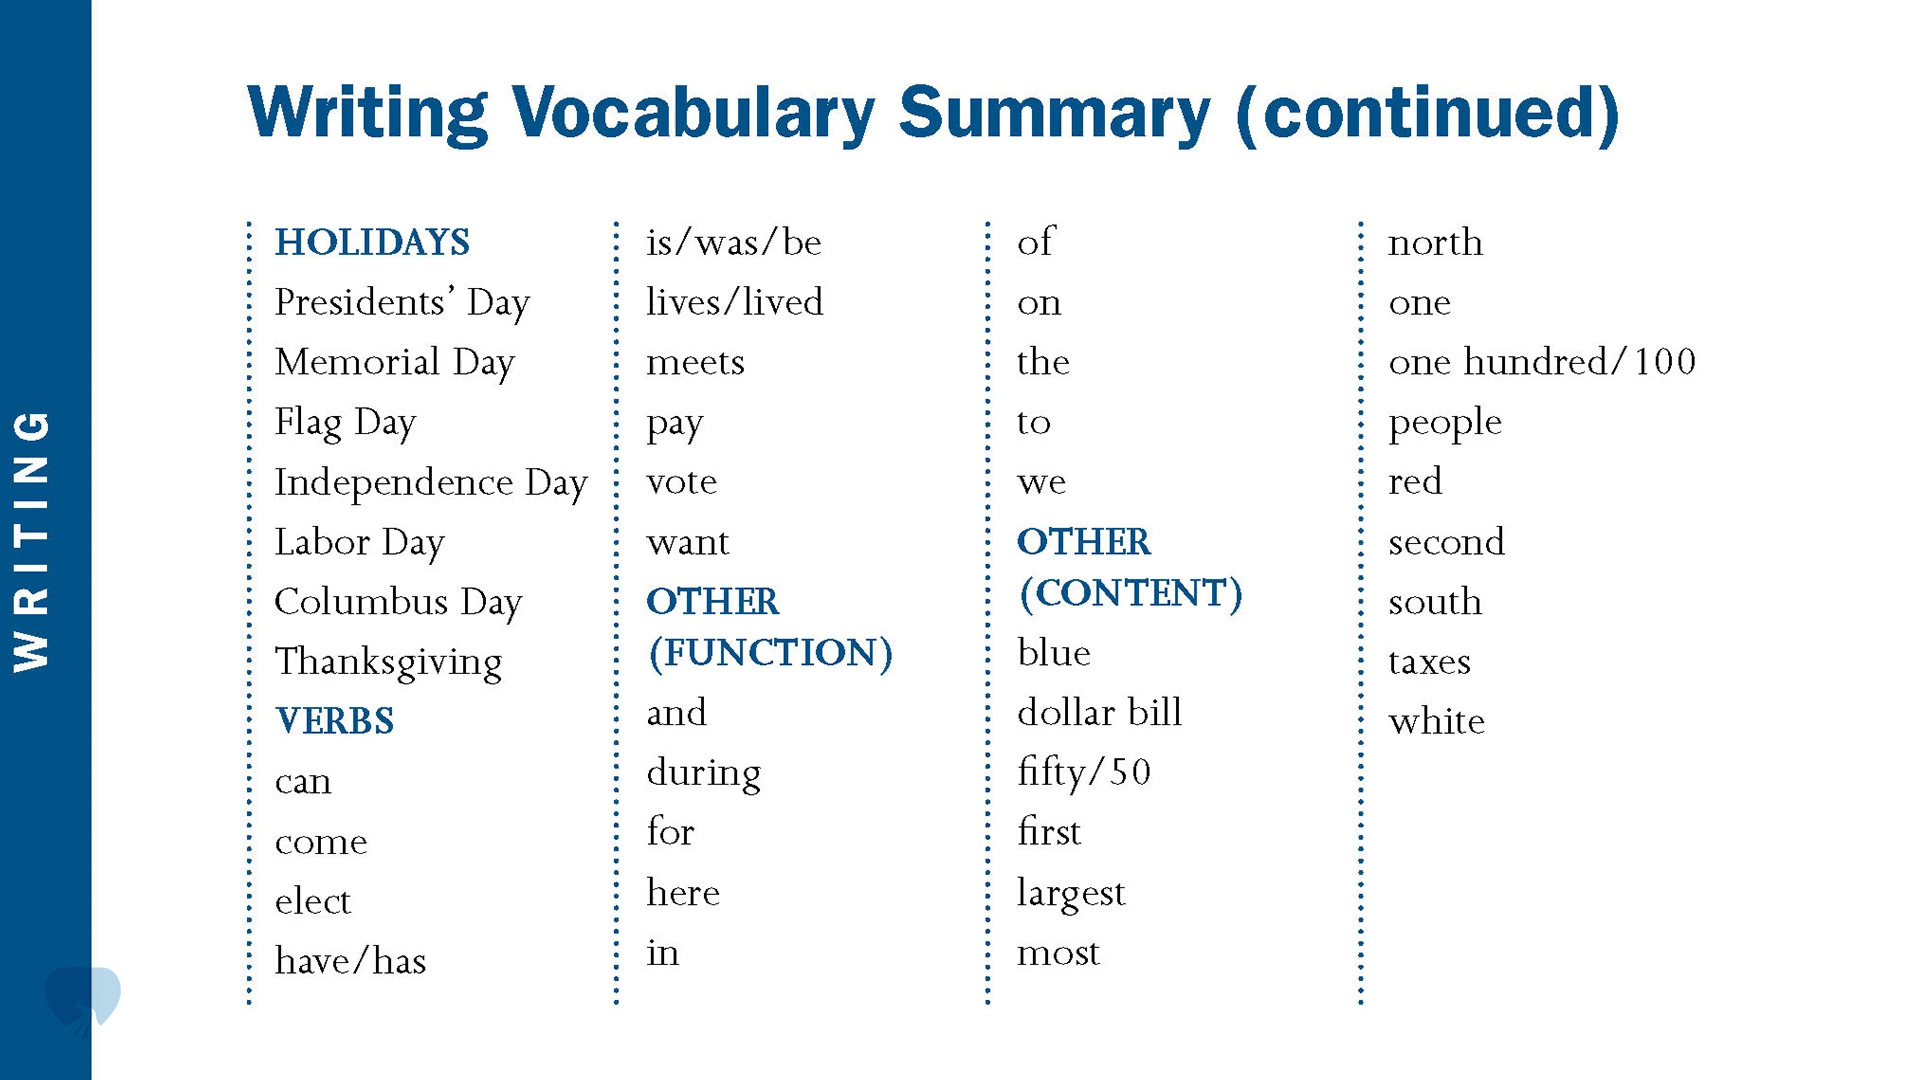 WRITING
Writing Vocabulary Summary (continued)
HOLIDAYS
Presidents’ Day
Memorial Day
Flag Day
Independence Day
Labor Day
Columbus Day
Thanksgiving
VERBS
can
come
elect
have/has
is/was/be
lives/lived
meets
pay
vote
want
OTHER
(FUNCTION)
and
during
for
here
in
of
on
the
to
we
OTHER
(CONTENT)
blue
dollar bill
fifty/50
first
largest
most
north
one
one hundred/100
people
red
second
south
taxes
white